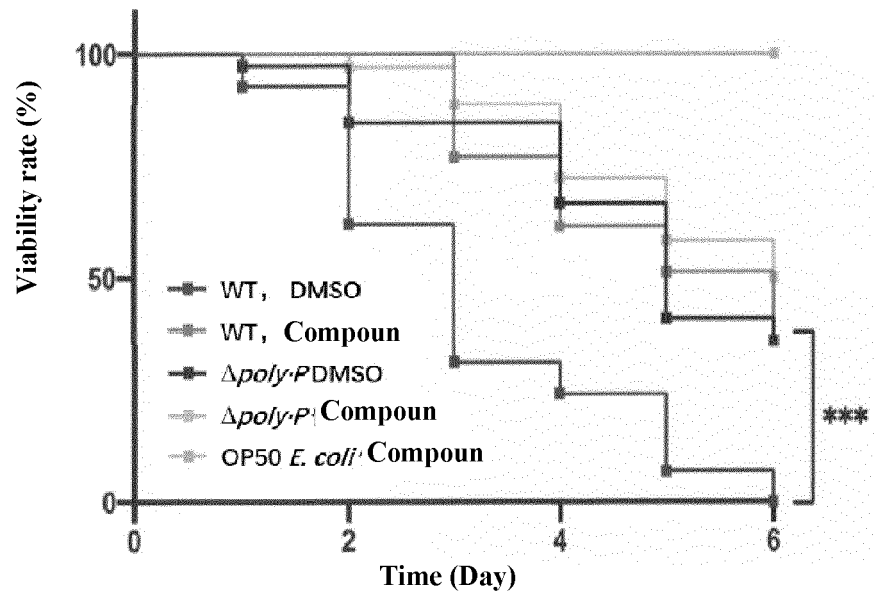 Viability rate (%)
100
50
0
WT, DMSO
WT, Compoun
Δpoly·P DMSO
Δpoly·P Compoun
OP50 E. coli Compoun
***
0 2 4 6
Time (Day)